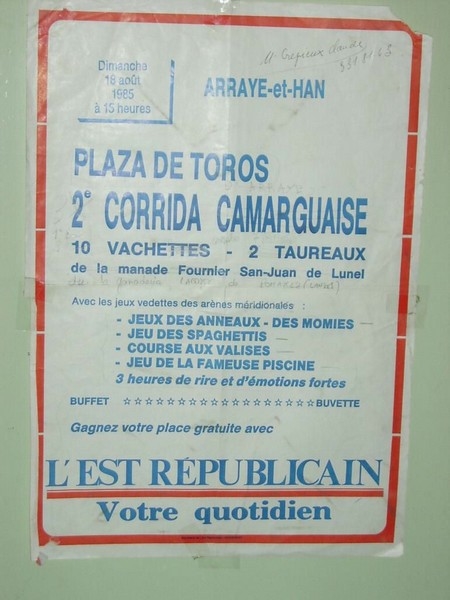 Dimanche
18 août
1985
à 15 heures
ARRAYE-et-HAN
PLAZA DE TOROS
2e CORRIDA CAMARGUAISE
10 VACHETTES - 2 TAUREAUX
de la manade Fournier San-Juan de Lunel
Avec les jeux vedettes des arènes méridionales :
- JEUX DES ANNEAUX - DES MOMIES
- JEU DES SPAGHETTIS
- COURSE AUX VALISES
- JEU DE LA FAMEUSE PISCINE
3 heures de rire et d'émotions fortes
BUFFET ☆☆☆☆☆☆☆☆☆☆☆☆☆☆☆☆☆☆ BUVETTE
Gagnez votre place gratuite avec
L'EST RÉPUBLICAIN
Votre quotidien